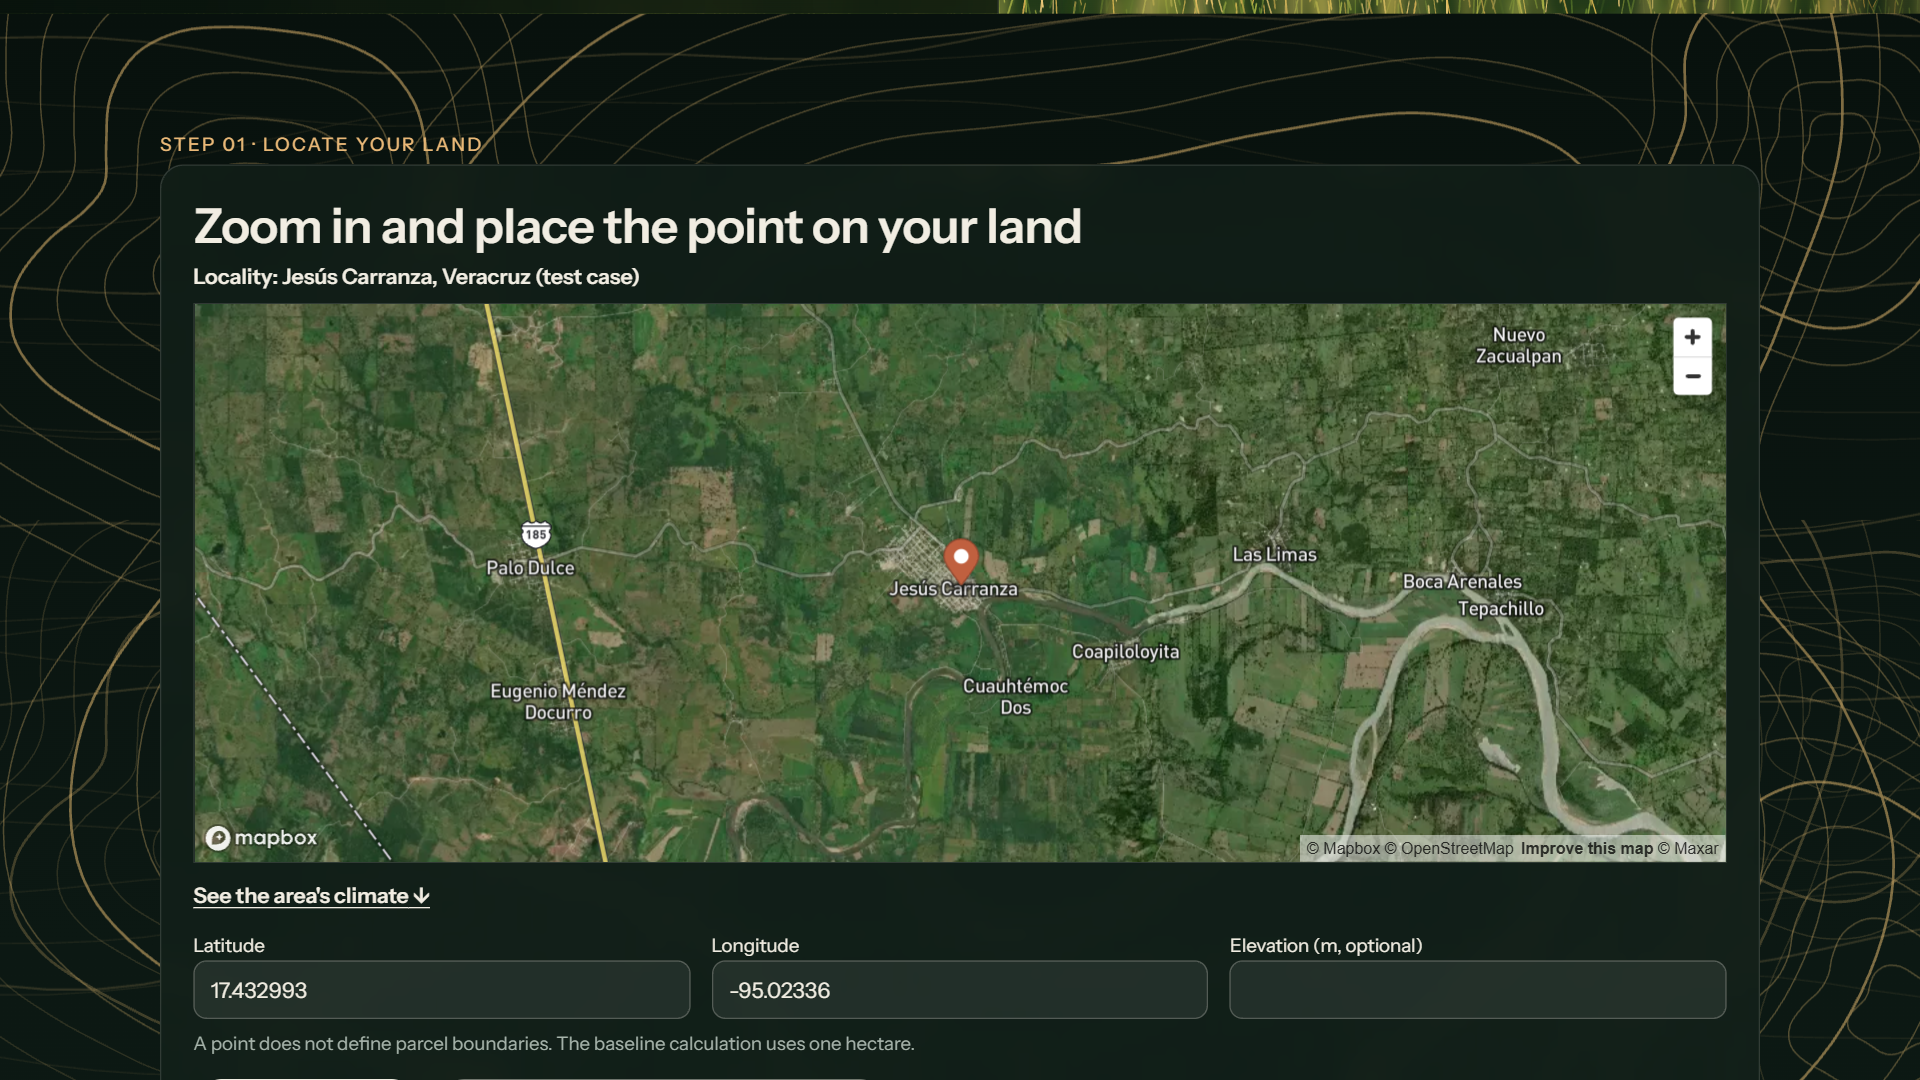 STEP 01 · LOCATE YOUR LAND
Zoom in and place the point on your land
Locality: Jesús Carranza, Veracruz (test case)
Nuevo
Zacualpan
+
−
185
Palo Dulce
Jesús Carranza
Las Limas
Boca Arenales
Tepachillo
Coapiloloyita
Cuauhtémoc
Dos
Eugenio Méndez
Docurro
mapbox
© Mapbox © OpenStreetMap Improve this map © Maxar
See the area's climate ↓
Latitude
Longitude
Elevation (m, optional)
17.432993
-95.02336
A point does not define parcel boundaries. The baseline calculation uses one hectare.